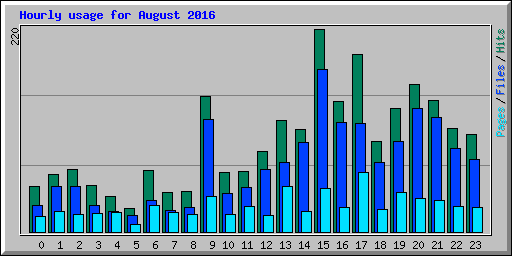 Hourly usage for August 2016
220
Pages / Files / Hits
0 1 2 3 4 5 6 7 8 9 10 11 12 13 14 15 16 17 18 19 20 21 22 23